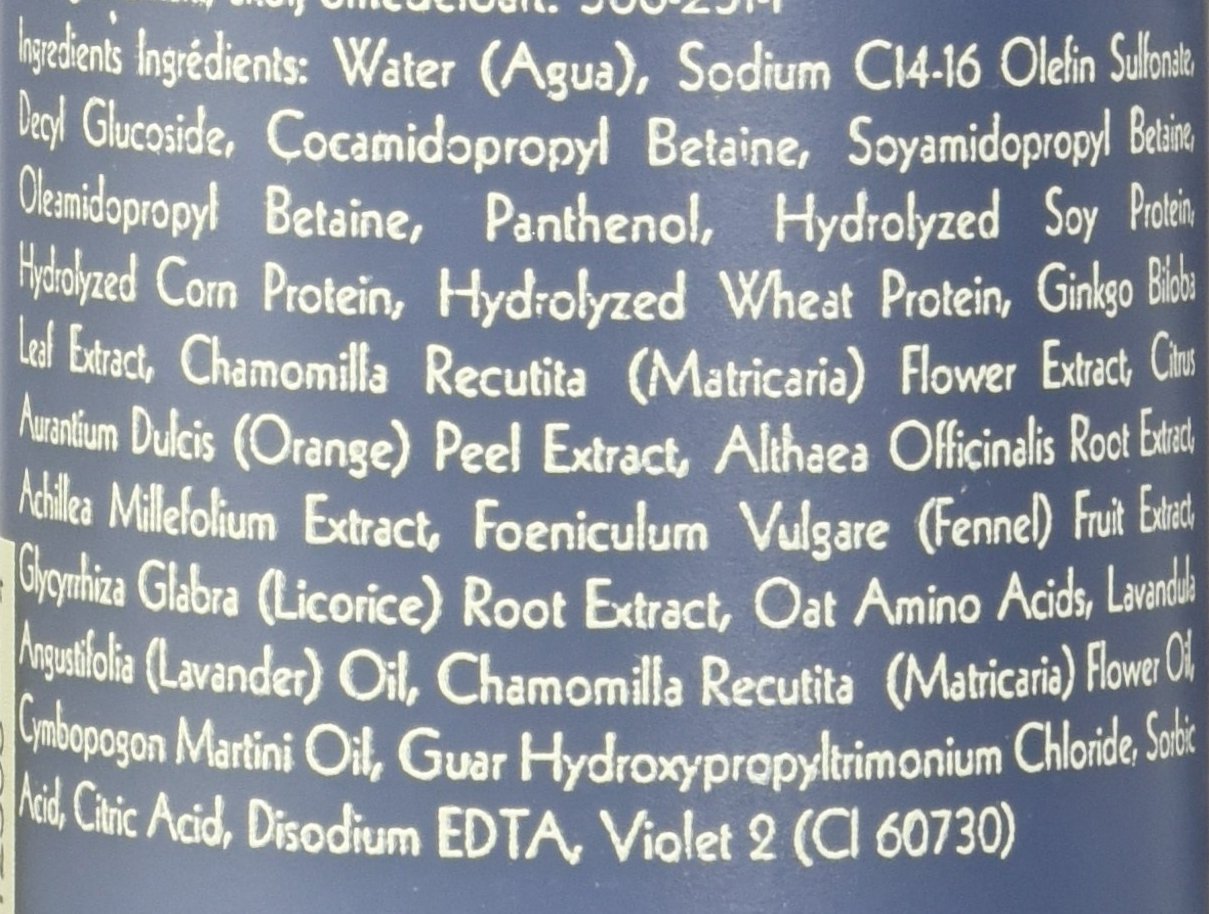 Ingredients Ingrédients: Water (Agua), Sodium C14-16 Olefin Sulfonate,
Decyl Glucoside, Cocamidopropyl Betaine, Soyamidopropyl Betaine,
Oleamidopropyl Betaine, Panthenol, Hydrolyzed Soy Protein,
Hydrolyzed Corn Protein, Hydrolyzed Wheat Protein, Ginkgo Biloba
Leaf Extract, Chamomilla Recutita (Matricaria) Flower Extract, Citrus
Aurantium Dulcis (Orange) Peel Extract, Althaea Officinalis Root Extract,
Achillea Millefolium Extract, Foeniculum Vulgare (Fennel) Fruit Extract,
Glycyrrhiza Glabra (Licorice) Root Extract, Oat Amino Acids, Lavandula
Angustifolia (Lavander) Oil, Chamomilla Recutita (Matricaria) Flower Oil,
Cymbopogon Martini Oil, Guar Hydroxypropyltrimonium Chloride, Sorbic
Acid, Citric Acid, Disodium EDTA, Violet 2 (CI 60730)